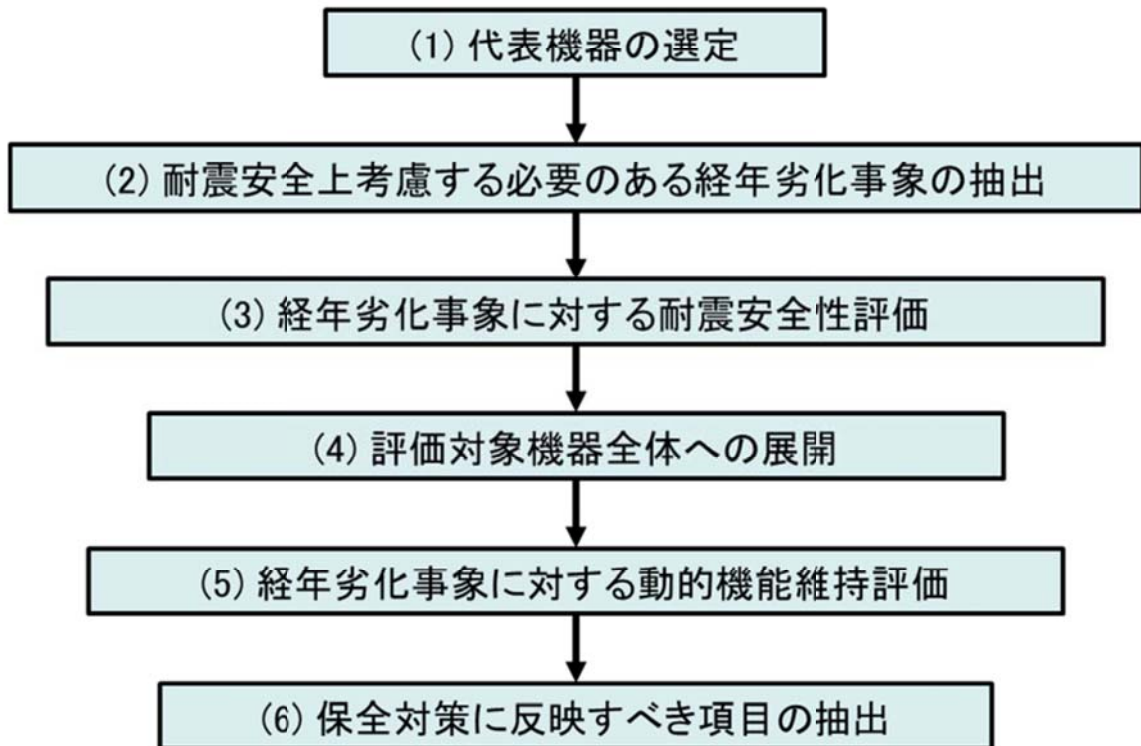 (1) 代表機器の選定
(2) 耐震安全上考慮する必要のある経年劣化事象の抽出
(3) 経年劣化事象に対する耐震安全性評価
(4) 評価対象機器全体への展開
(5) 経年劣化事象に対する動的機能維持評価
(6) 保全対策に反映すべき項目の抽出